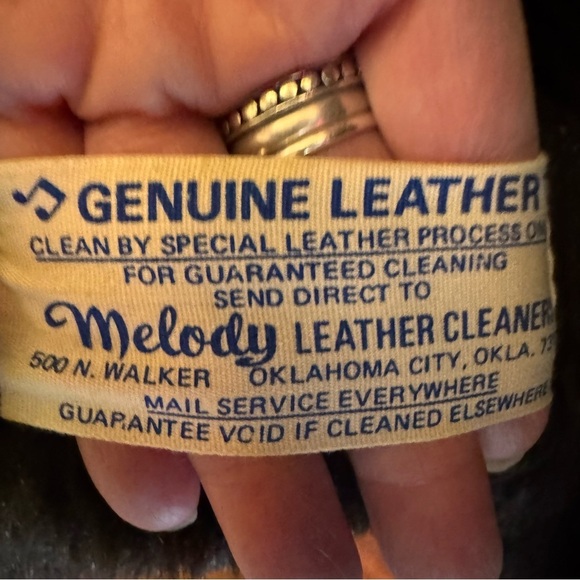 GENUINE LEATHER
CLEAN BY SPECIAL LEATHER PROCESS
FOR GUARANTEED CLEANING
SEND DIRECT TO
Melody LEATHER CLEANER
500 N. WALKER OKLAHOMA CITY, OKLA.
MAIL SERVICE EVERYWHERE
GUARANTEE VOID IF CLEANED ELSEWHERE